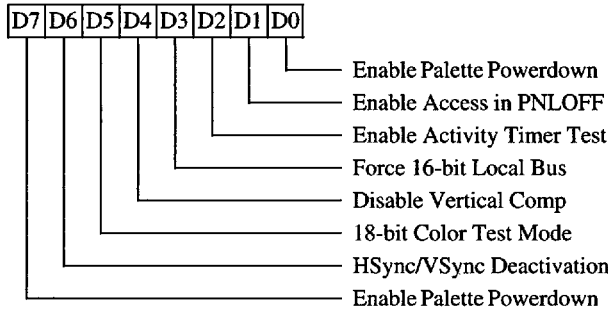 D7 D6 D5 D4 D3 D2 D1 D0
Enable Palette Powerdown
Enable Access in PNLOFF
Enable Activity Timer Test
Force 16-bit Local Bus
Disable Vertical Comp
18-bit Color Test Mode
HSync/VSync Deactivation
Enable Palette Powerdown